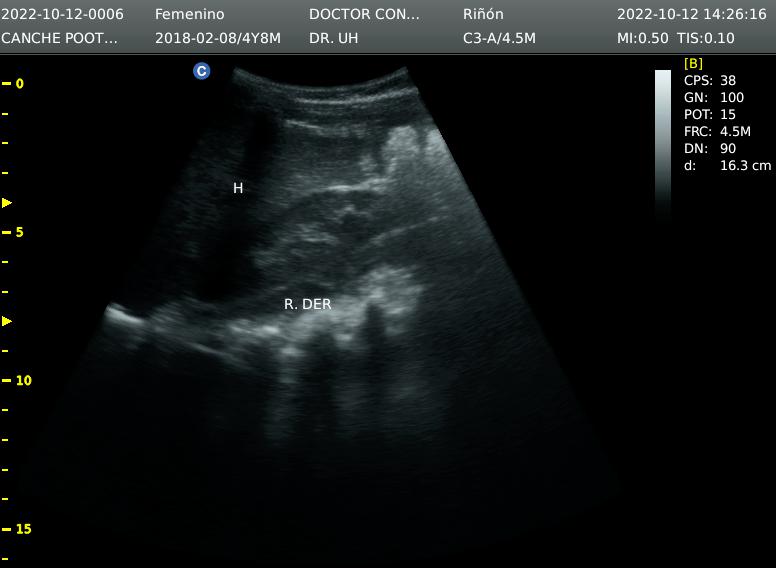 2022-10-12-0006 Femenino DOCTOR CON... Riñón 2022-10-12 14:26:16
CANCHE POOT... 2018-02-08/4Y8M DR. UH C3-A/4.5M MI:0.50 TIS:0.10
C
[B]
CPS: 38
GN: 100
POT: 15
FRC: 4.5M
DN: 90
d: 16.3 cm
0
H
5
R. DER
10
15